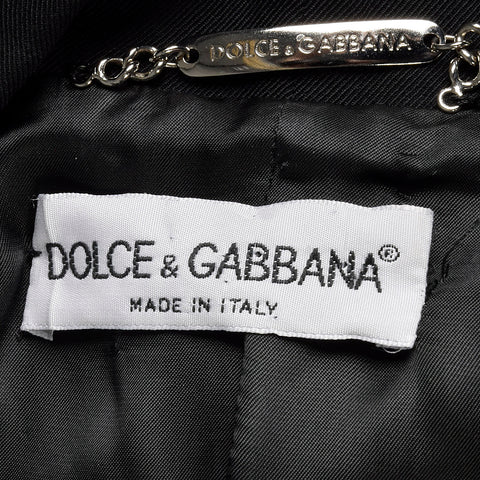 DOLCE & GABBANA
DOLCE & GABBANA®
MADE IN ITALY